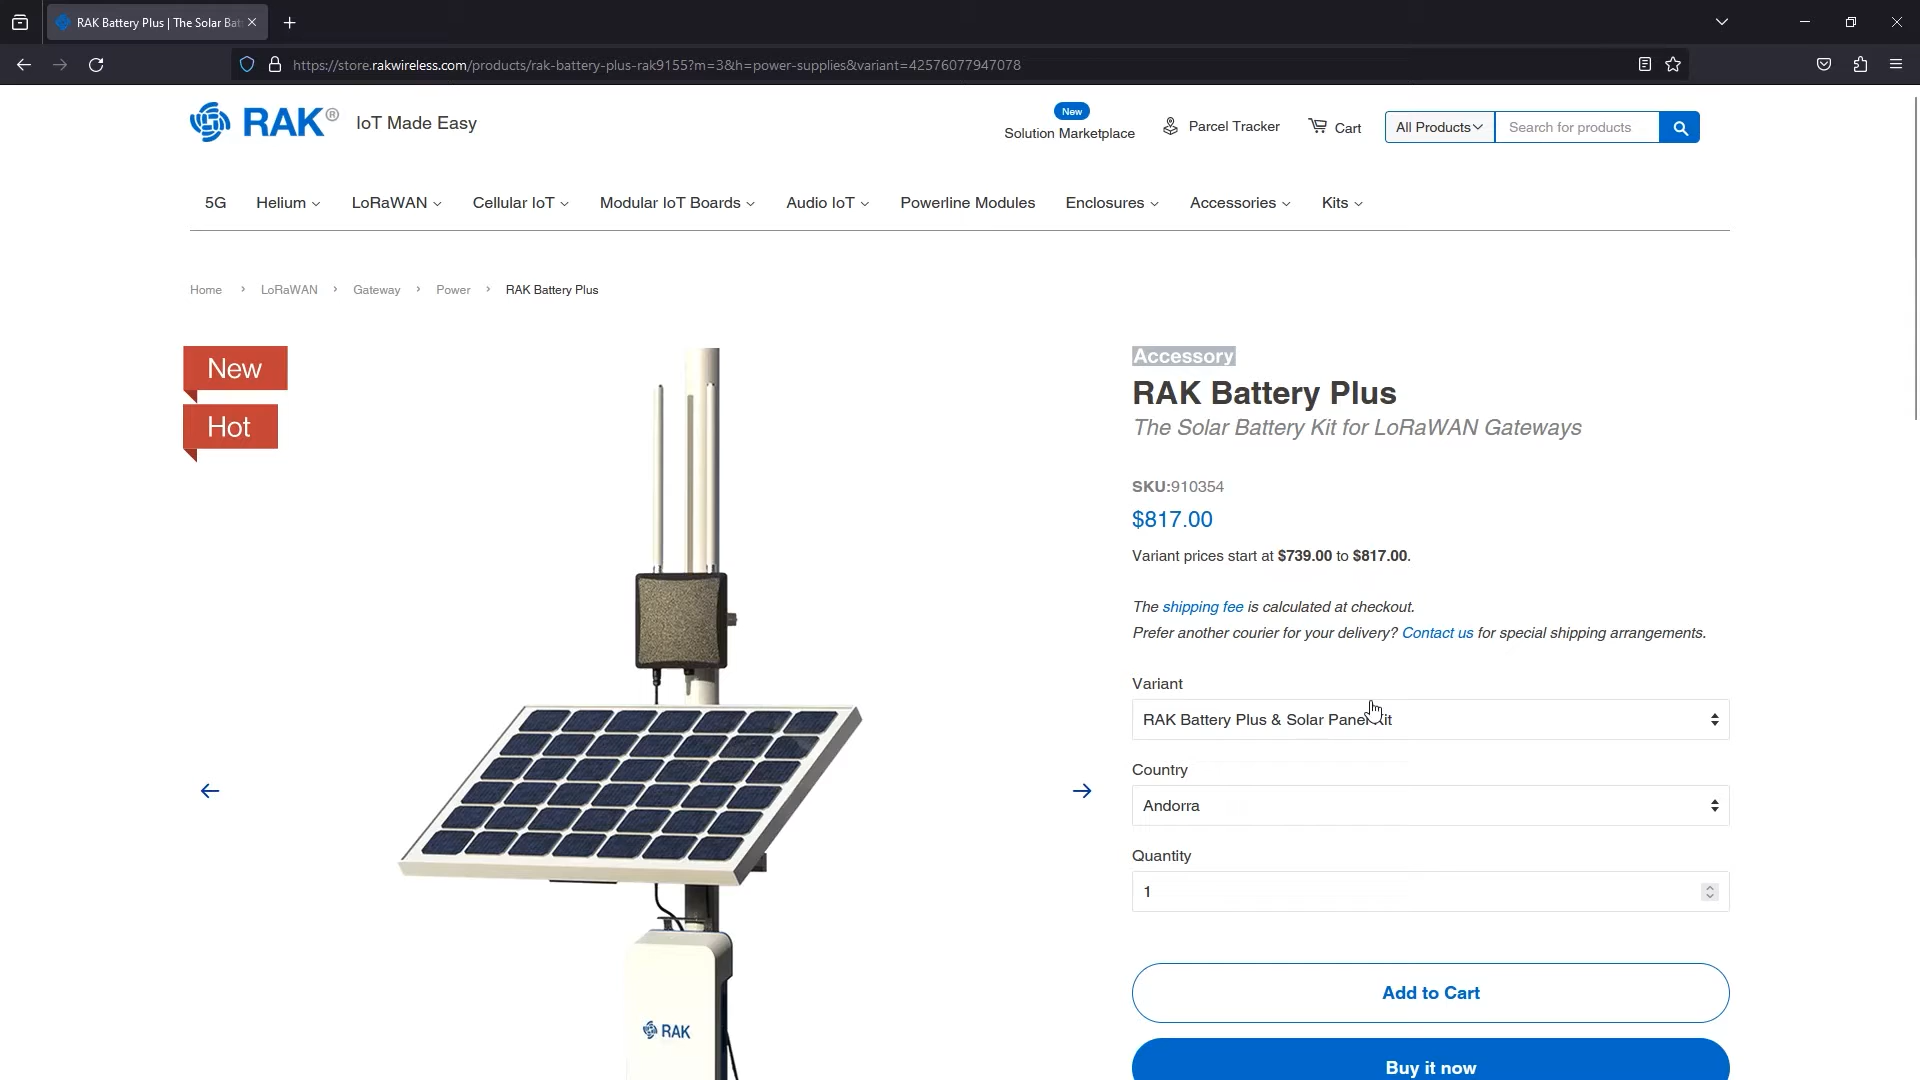 RAK Battery Plus | The Solar Bat
https://store.rakwireless.com/products/rak-battery-plus-rak9155?m=3&h=power-supplies&variant=42576077947078
RAK® IoT Made Easy
New
Solution Marketplace
Parcel Tracker
Cart
All Products
Search for products
5G
Helium
LoRaWAN
Cellular IoT
Modular IoT Boards
Audio IoT
Powerline Modules
Enclosures
Accessories
Kits
Home › LoRaWAN › Gateway › Power › RAK Battery Plus
New
Hot
RAK
Accessory
RAK Battery Plus
The Solar Battery Kit for LoRaWAN Gateways
SKU:910354
$817.00
Variant prices start at $739.00 to $817.00.
The shipping fee is calculated at checkout.
Prefer another courier for your delivery? Contact us for special shipping arrangements.
Variant
RAK Battery Plus & Solar Panel Kit
Country
Andorra
Quantity
1
Add to Cart
Buy it now